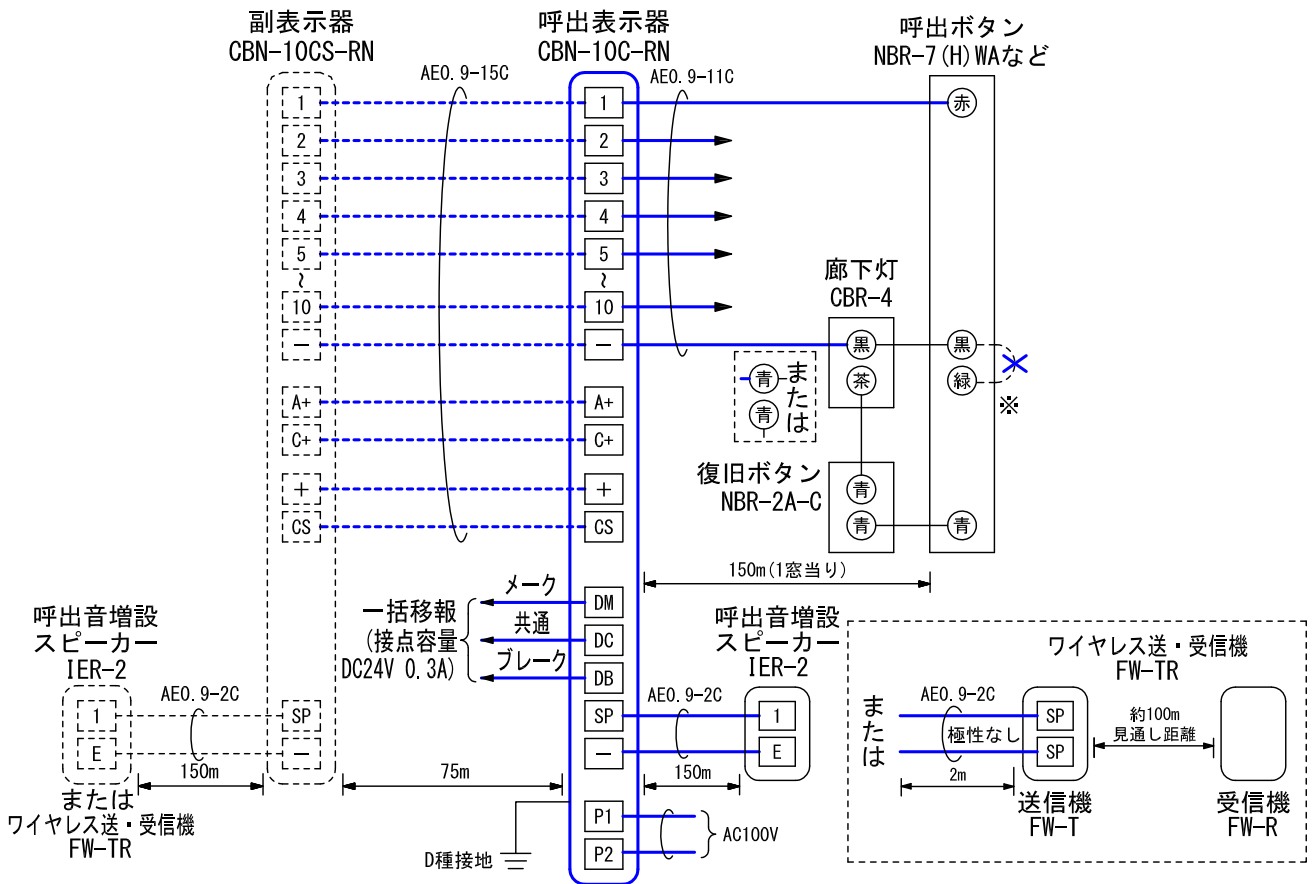 副表示器
CBN-10CS-RN
呼出表示器
CBN-10C-RN
呼出ボタン
NBR-7(H)WAなど
AE0.9-15C
AE0.9-11C
1
1
赤
2
2
3
3
4
4
5
5
~
~
10
10
—
—
廊下灯
CBR-4
黒
茶
黒
緑
※
青
青
または
A+
A+
C+
C+
+
+
CS
CS
復旧ボタン
NBR-2A-C
青
青
青
150m(1窓当り)
一括移報
(接点容量
DC24V 0.3A)
メーク
共通
ブレーク
DM
DC
DB
呼出音増設
スピーカー
IER-2
AE0.9-2C
1
E
SP
—
150m
または
ワイヤレス送・受信機
FW-TR
75m
SP
—
呼出音増設
スピーカー
IER-2
AE0.9-2C
1
E
150m
D種接地
P1
P2
AC100V
ワイヤレス送・受信機
FW-TR
または
AE0.9-2C
極性なし
SP
SP
2m
約100m
見通し距離
送信機
FW-T
受信機
FW-R